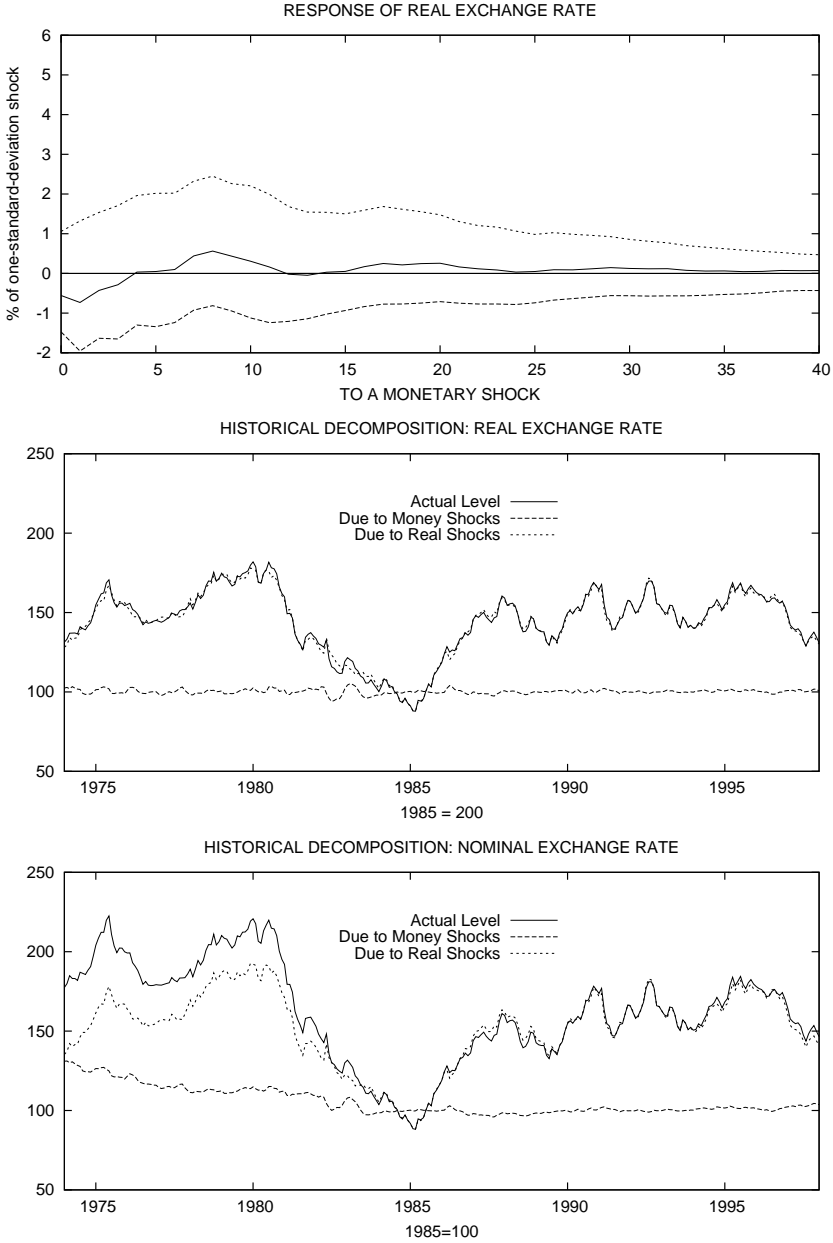 RESPONSE OF REAL EXCHANGE RATE
6
5
4
3
2
1
0
-1
-2
% of one-standard-deviation shock
0 5 10 15 20 25 30 35 40
TO A MONETARY SHOCK
HISTORICAL DECOMPOSITION: REAL EXCHANGE RATE
250
200
150
100
50
Actual Level
Due to Money Shocks
Due to Real Shocks
1975 1980 1985 1990 1995
1985 = 200
HISTORICAL DECOMPOSITION: NOMINAL EXCHANGE RATE
250
200
150
100
50
Actual Level
Due to Money Shocks
Due to Real Shocks
1975 1980 1985 1990 1995
1985=100